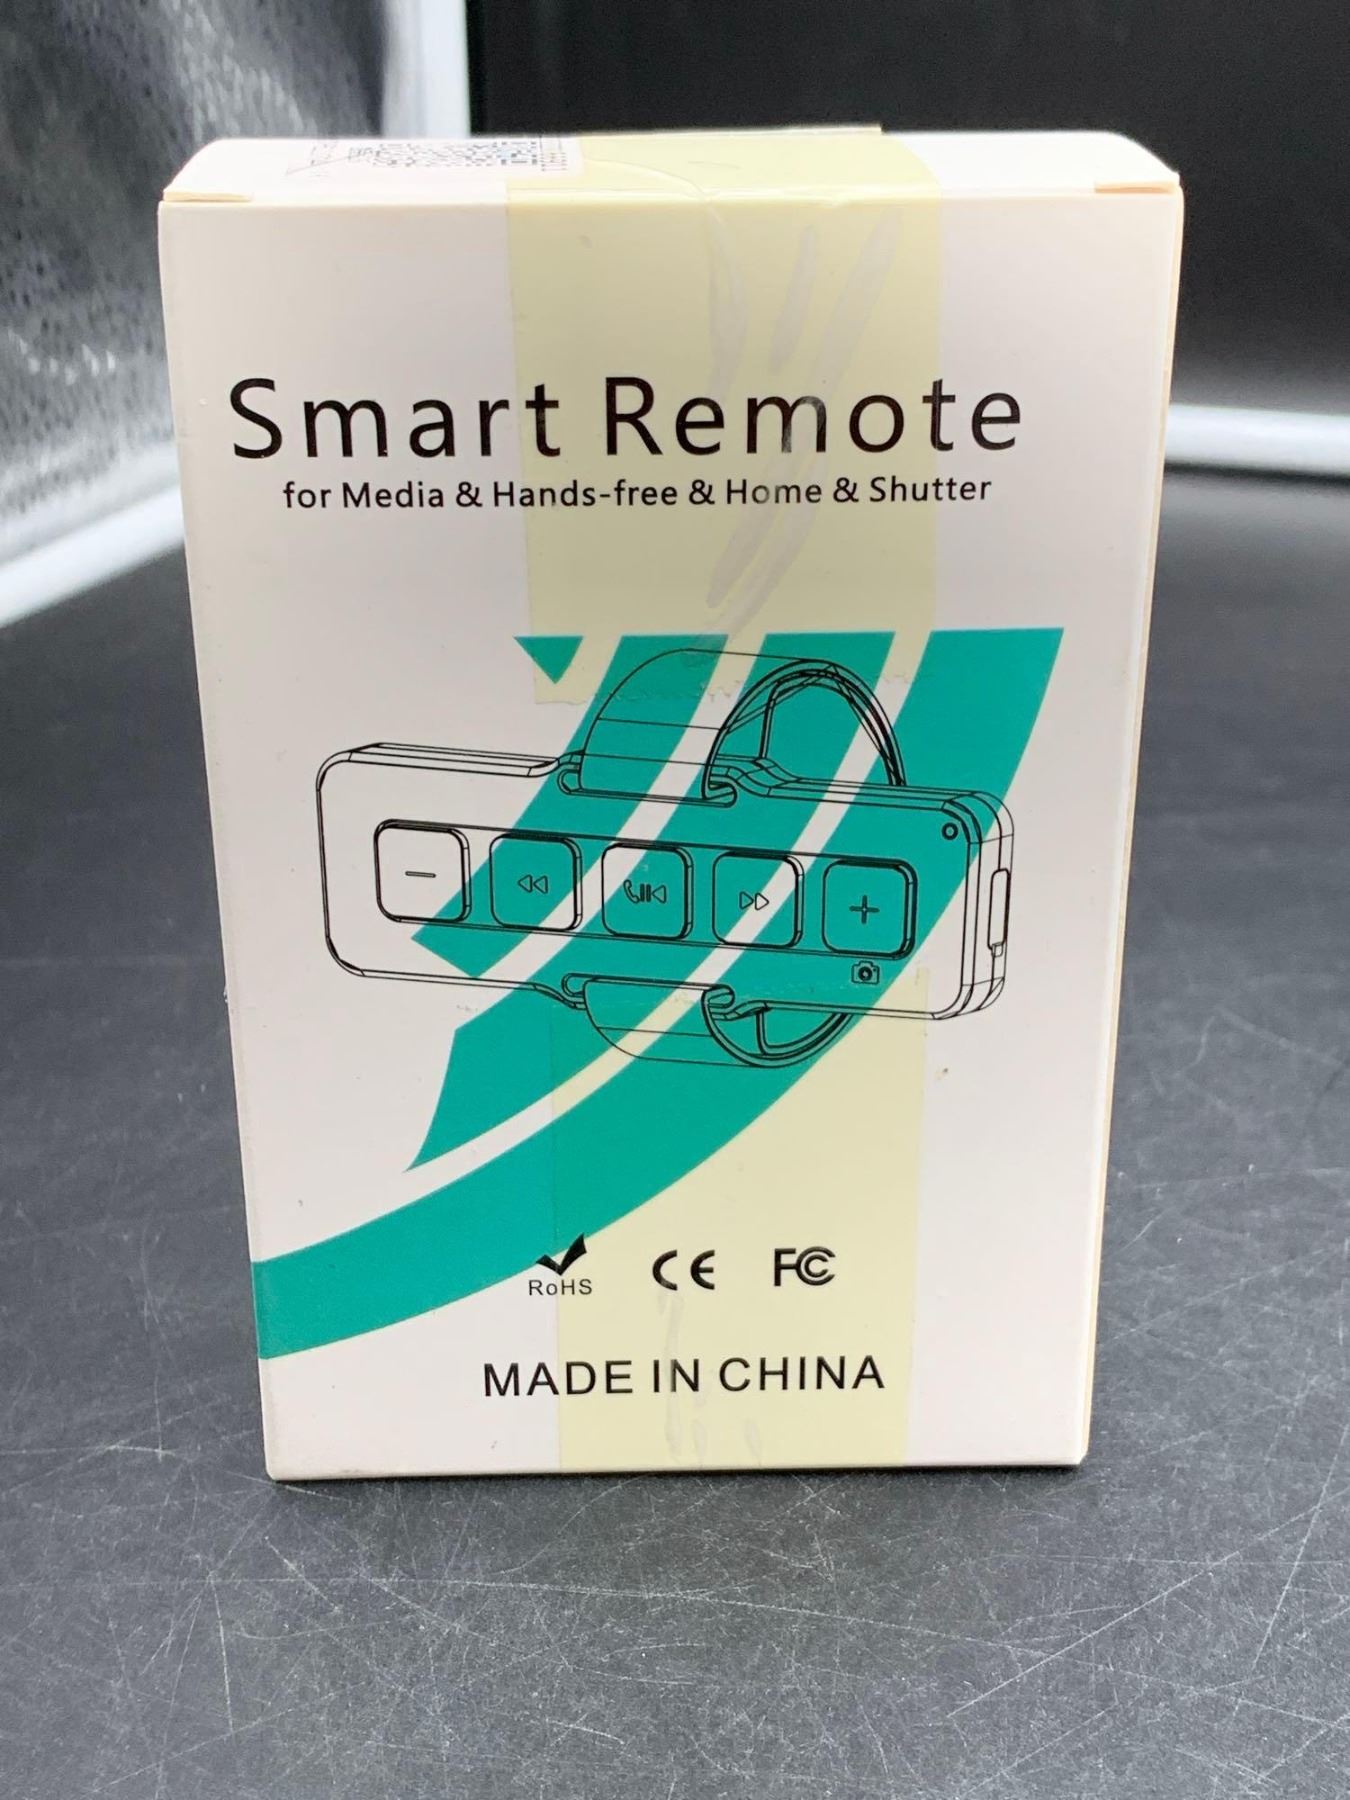 Smart Remote
for Media & Hands-free & Home & Shutter
RoHS CE FC
MADE IN CHINA